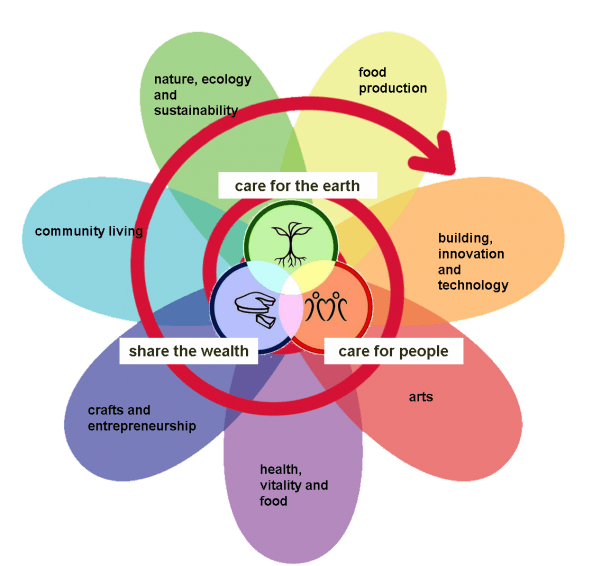 nature, ecology
and
sustainability
food
production
care for the earth
community living
building,
innovation
and
technology
share the wealth
care for people
crafts and
entrepreneurship
arts
health,
vitality and
food